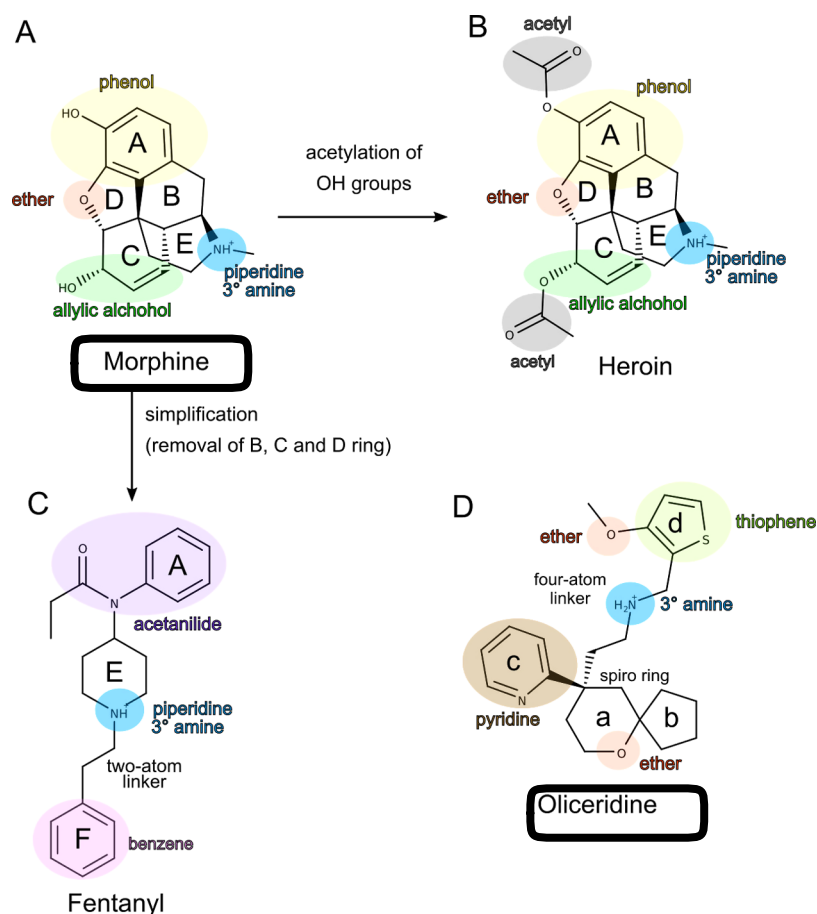 A
phenol
HO
A
ether
O
D
B
C
E
NH+
HO
piperidine
3° amine
allylic alchohol
Morphine
acetylation of
OH groups
B
acetyl
O
O
phenol
A
ether
O
D
B
C
E
NH+
piperidine
3° amine
O
allylic alchohol
O
acetyl
Heroin
simplification
(removal of B, C and D ring)
C
O
A
N
acetanilide
E
NH
piperidine
3° amine
two-atom
linker
F
benzene
Fentanyl
D
d
S
thiophene
ether
O
four-atom
linker
H2N+
3° amine
c
N
pyridine
spiro ring
a
b
O
ether
Oliceridine